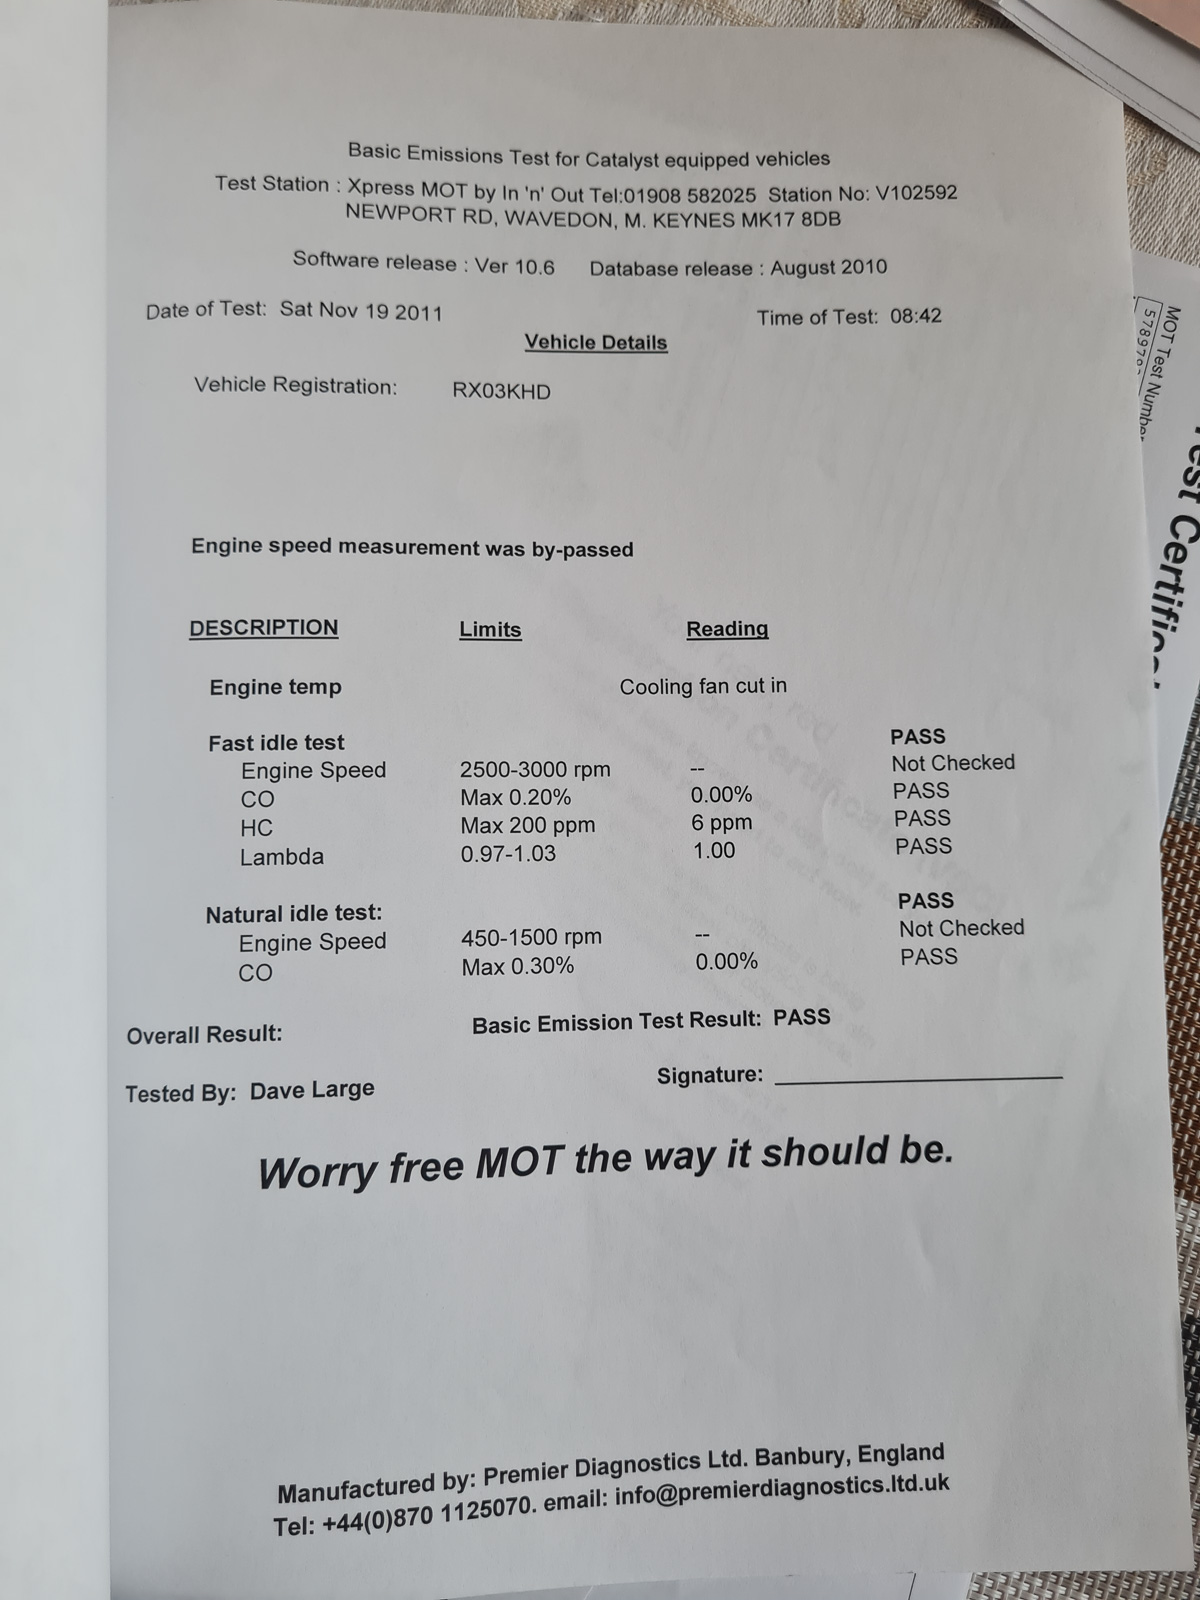 Basic Emissions Test for Catalyst equipped vehicles
Test Station : Xpress MOT by In 'n' Out Tel:01908 582025 Station No: V102592
NEWPORT RD, WAVEDON, M. KEYNES MK17 8DB
Software release : Ver 10.6 Database release : August 2010
Date of Test: Sat Nov 19 2011 Time of Test: 08:42
Vehicle Details
Vehicle Registration: RX03KHD
Engine speed measurement was by-passed
DESCRIPTION Limits Reading
Engine temp Cooling fan cut in
Fast idle test PASS
Engine Speed 2500-3000 rpm -- Not Checked
CO Max 0.20% 0.00% PASS
HC Max 200 ppm 6 ppm PASS
Lambda 0.97-1.03 1.00 PASS
Natural idle test: PASS
Engine Speed 450-1500 rpm -- Not Checked
CO Max 0.30% 0.00% PASS
Overall Result: Basic Emission Test Result: PASS
Tested By: Dave Large Signature:
Worry free MOT the way it should be.
Manufactured by: Premier Diagnostics Ltd. Banbury, England
Tel: +44(0)870 1125070. email: info@premierdiagnostics.ltd.uk
MOT Test Number